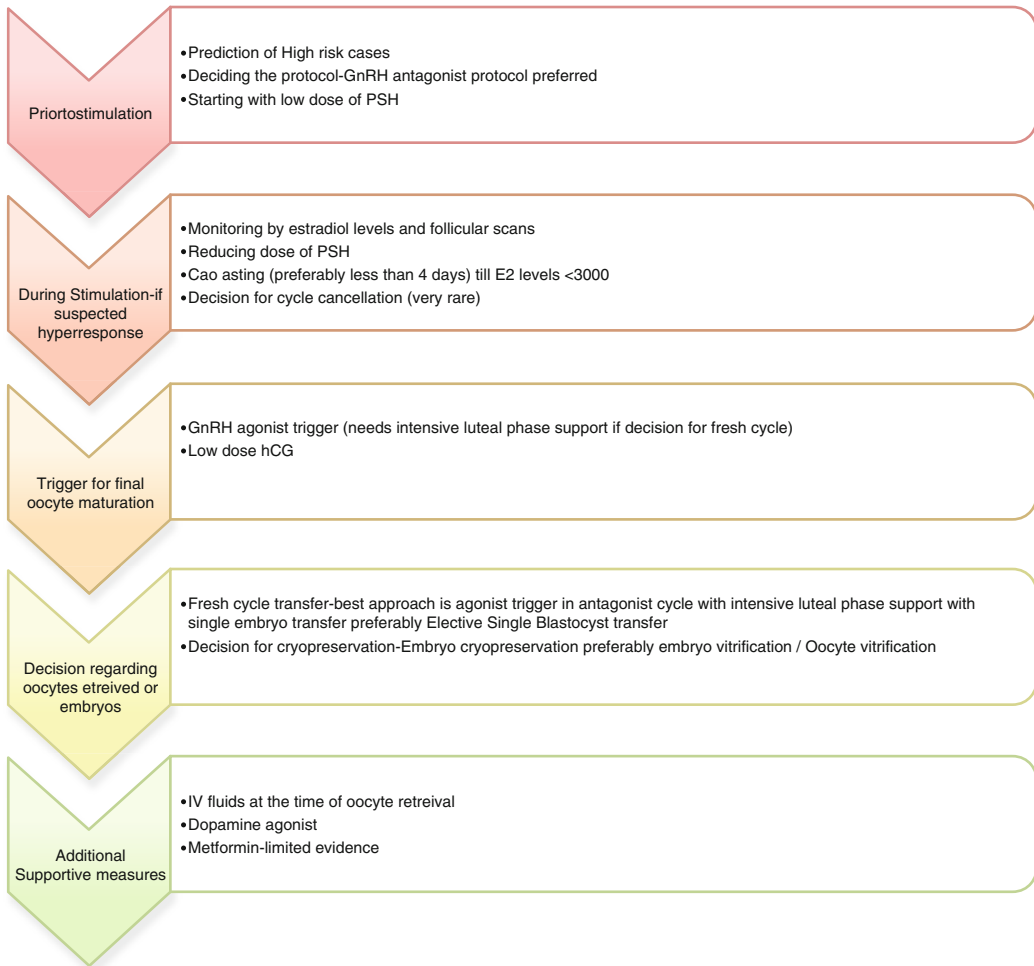 Priortostimulation
•Prediction of High risk cases
•Deciding the protocol-GnRH antagonist protocol preferred
•Starting with low dose of PSH
During Stimulation-if
suspected
hyperresponse
•Monitoring by estradiol levels and follicular scans
•Reducing dose of PSH
•Cao asting (preferably less than 4 days) till E2 levels <3000
•Decision for cycle cancellation (very rare)
Trigger for final
oocyte maturation
•GnRH agonist trigger (needs intensive luteal phase support if decision for fresh cycle)
•Low dose hCG
Decision regarding
oocytes etreived or
embryos
•Fresh cycle transfer-best approach is agonist trigger in antagonist cycle with intensive luteal phase support with
single embryo transfer preferably Elective Single Blastocyst transfer
•Decision for cryopreservation-Embryo cryopreservation preferably embryo vitrification / Oocyte vitrification
Additional
Supportive measures
•IV fluids at the time of oocyte retreival
•Dopamine agonist
•Metformin-limited evidence